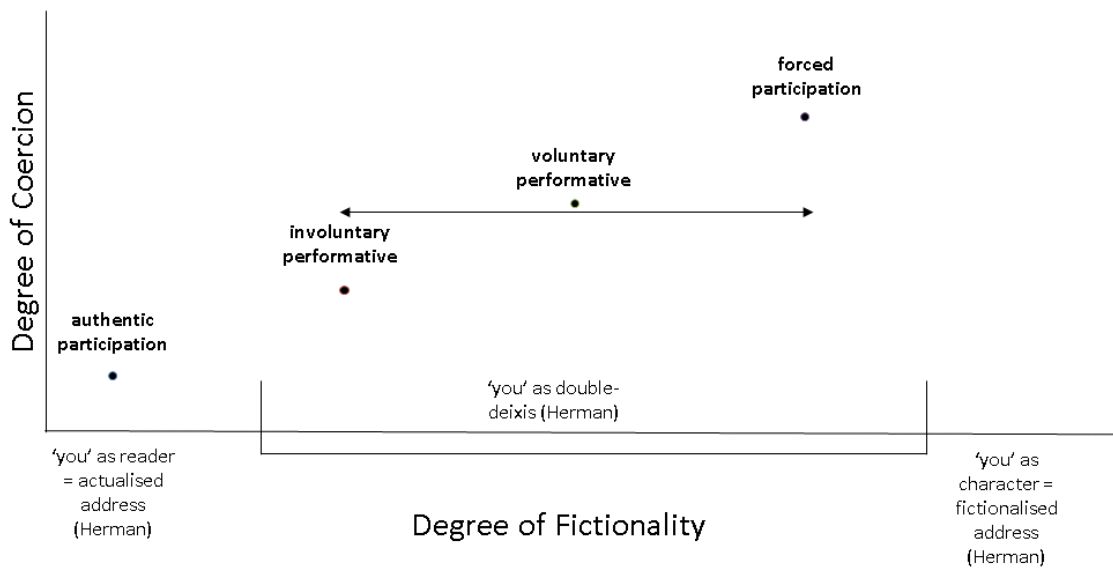 Degree of Coercion
forced
participation
voluntary
performative
involuntary
performative
authentic
participation
'you' as double-
deixis (Herman)
'you' as reader
= actualised
address
(Herman)
Degree of Fictionality
'you' as
character =
fictionalised
address
(Herman)